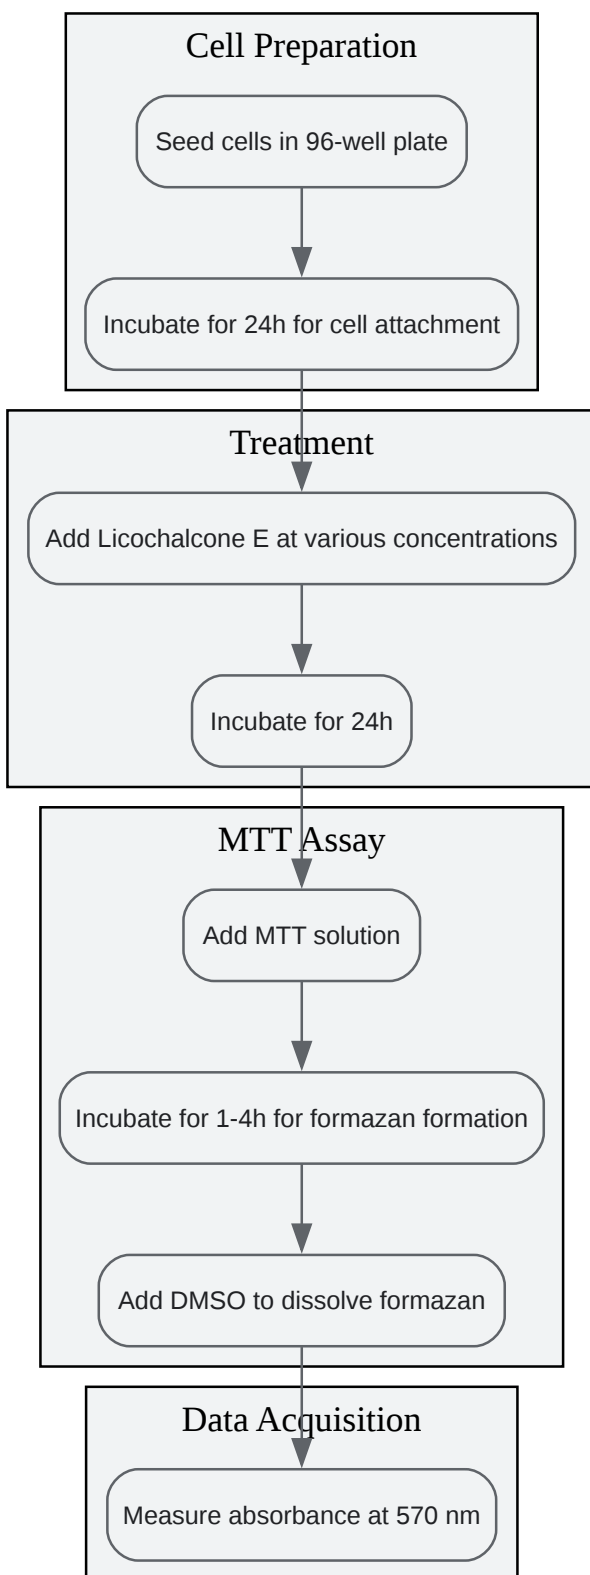 Cell Preparation
Seed cells in 96-well plate
Incubate for 24h for cell attachment
Treatment
Add Licochalcone E at various concentrations
Incubate for 24h
MTT Assay
Add MTT solution
Incubate for 1-4h for formazan formation
Add DMSO to dissolve formazan
Data Acquisition
Measure absorbance at 570 nm